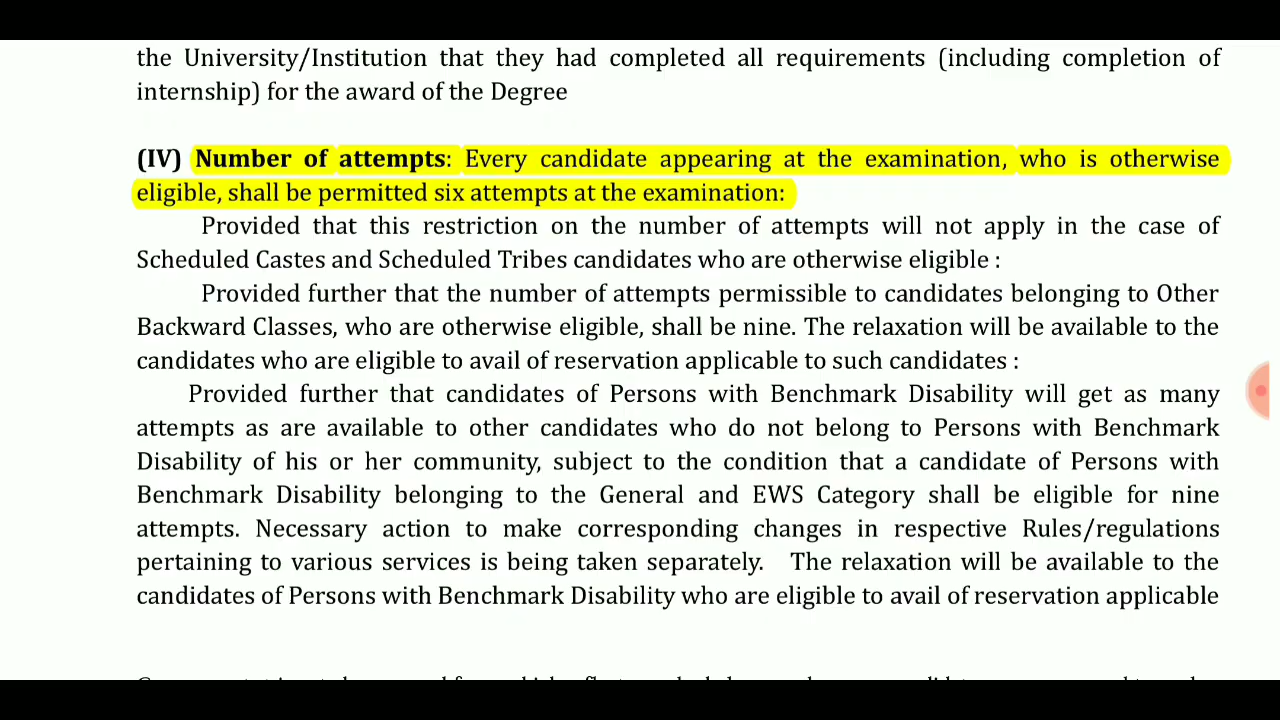 the University/Institution that they had completed all requirements (including completion of
internship) for the award of the Degree
(IV) Number of attempts: Every candidate appearing at the examination, who is otherwise
eligible, shall be permitted six attempts at the examination:
Provided that this restriction on the number of attempts will not apply in the case of
Scheduled Castes and Scheduled Tribes candidates who are otherwise eligible :
Provided further that the number of attempts permissible to candidates belonging to Other
Backward Classes, who are otherwise eligible, shall be nine. The relaxation will be available to the
candidates who are eligible to avail of reservation applicable to such candidates :
Provided further that candidates of Persons with Benchmark Disability will get as many
attempts as are available to other candidates who do not belong to Persons with Benchmark
Disability of his or her community, subject to the condition that a candidate of Persons with
Benchmark Disability belonging to the General and EWS Category shall be eligible for nine
attempts. Necessary action to make corresponding changes in respective Rules/regulations
pertaining to various services is being taken separately. The relaxation will be available to the
candidates of Persons with Benchmark Disability who are eligible to avail of reservation applicable